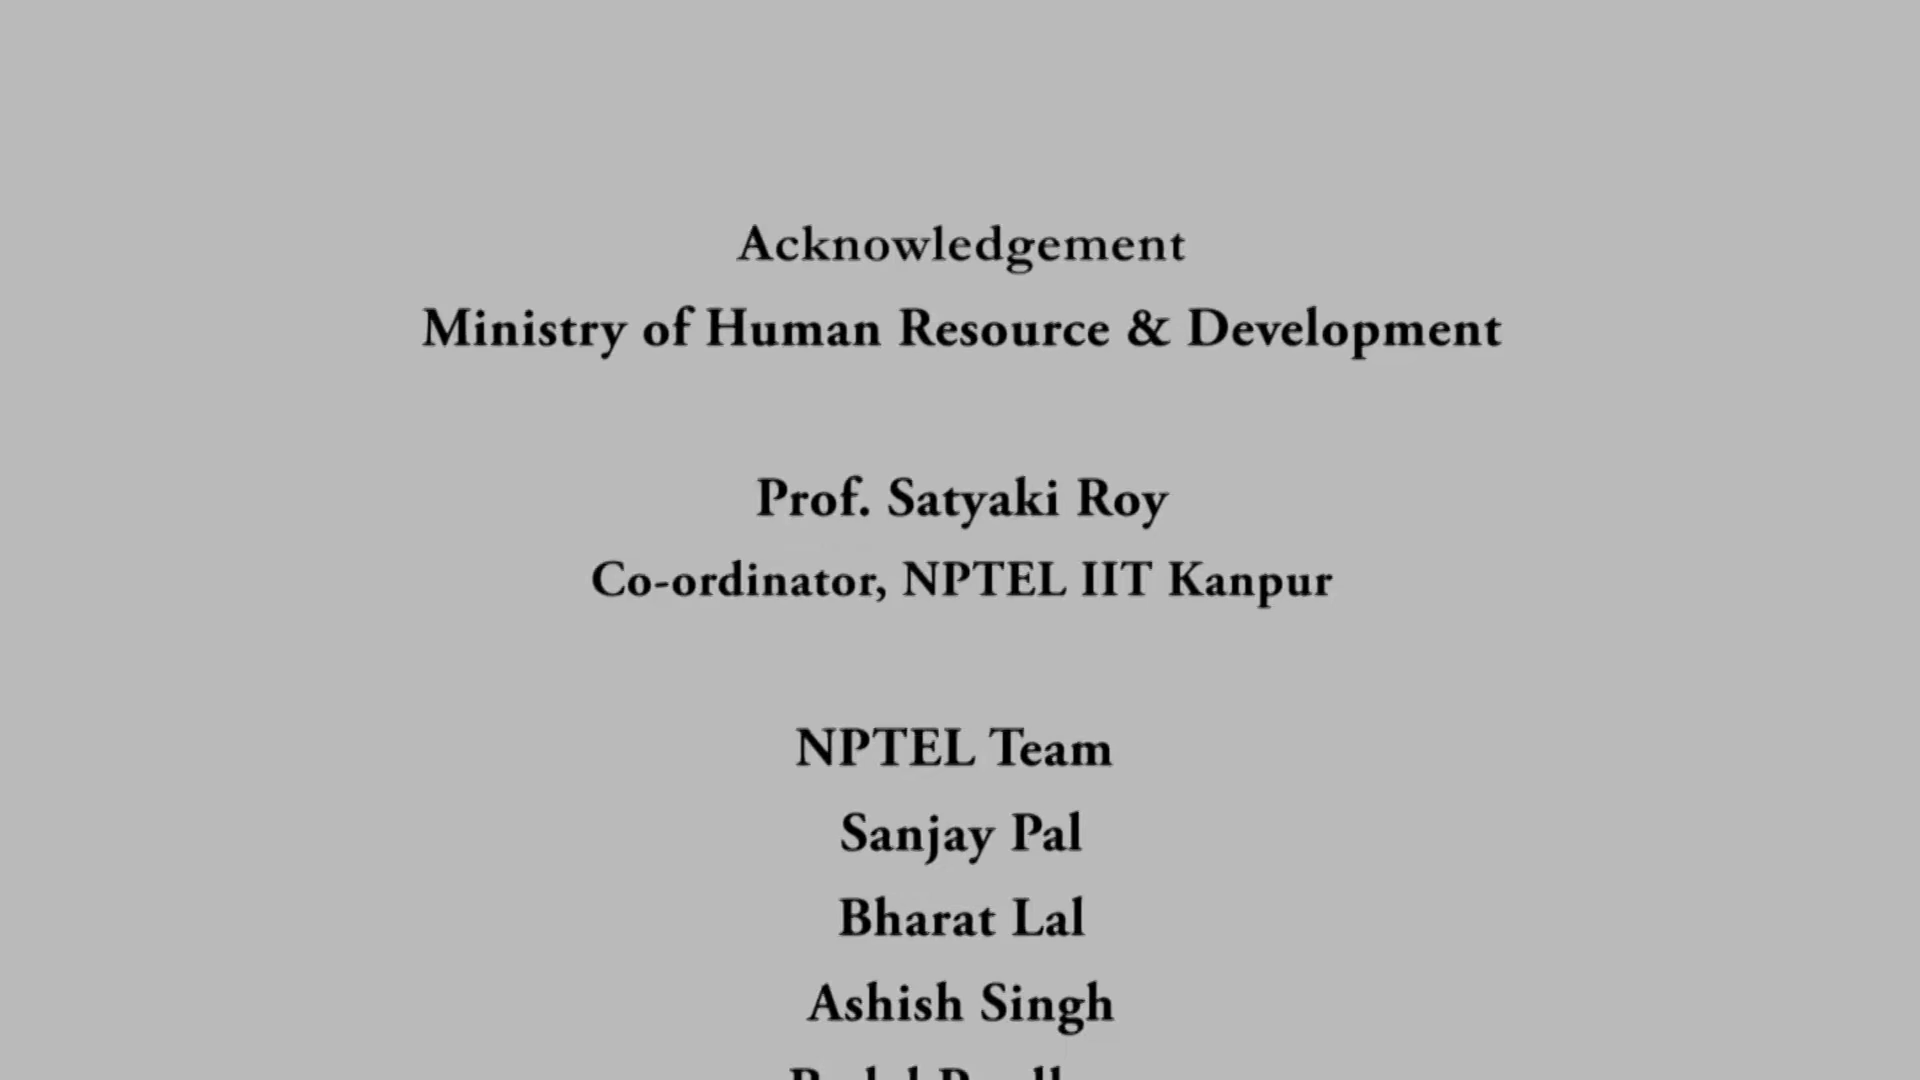 Acknowledgement
Ministry of Human Resource & Development
Prof. Satyaki Roy
Co-ordinator, NPTEL IIT Kanpur
NPTEL Team
Sanjay Pal
Bharat Lal
Ashish Singh